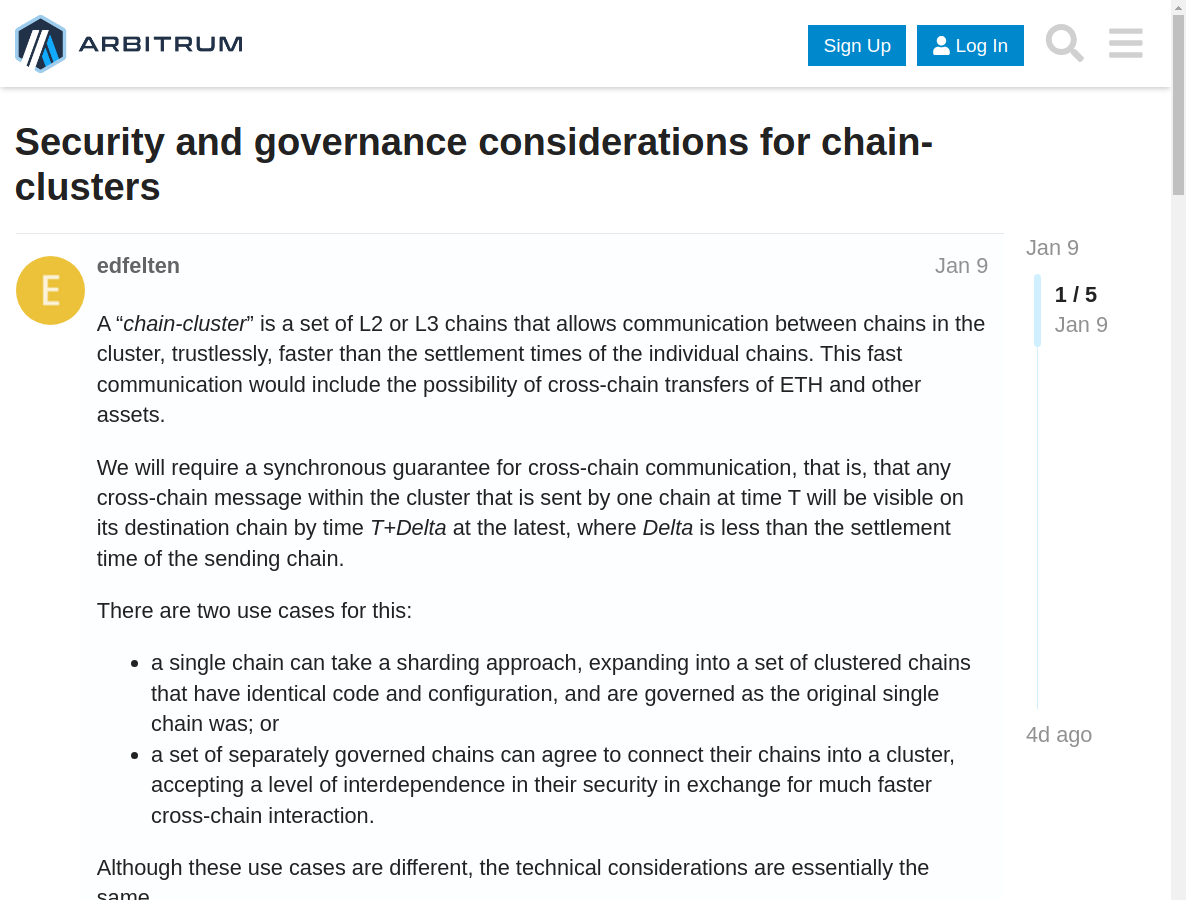 ARBITRUM
Sign Up
Log In
Security and governance considerations for chain-
clusters
E
edfelten
Jan 9
Jan 9
1 / 5
Jan 9
A “chain-cluster” is a set of L2 or L3 chains that allows communication between chains in the
cluster, trustlessly, faster than the settlement times of the individual chains. This fast
communication would include the possibility of cross-chain transfers of ETH and other
assets.
We will require a synchronous guarantee for cross-chain communication, that is, that any
cross-chain message within the cluster that is sent by one chain at time T will be visible on
its destination chain by time T+Delta at the latest, where Delta is less than the settlement
time of the sending chain.
There are two use cases for this:
• a single chain can take a sharding approach, expanding into a set of clustered chains
that have identical code and configuration, and are governed as the original single
chain was; or
• a set of separately governed chains can agree to connect their chains into a cluster,
accepting a level of interdependence in their security in exchange for much faster
cross-chain interaction.
4d ago
Although these use cases are different, the technical considerations are essentially the
same.